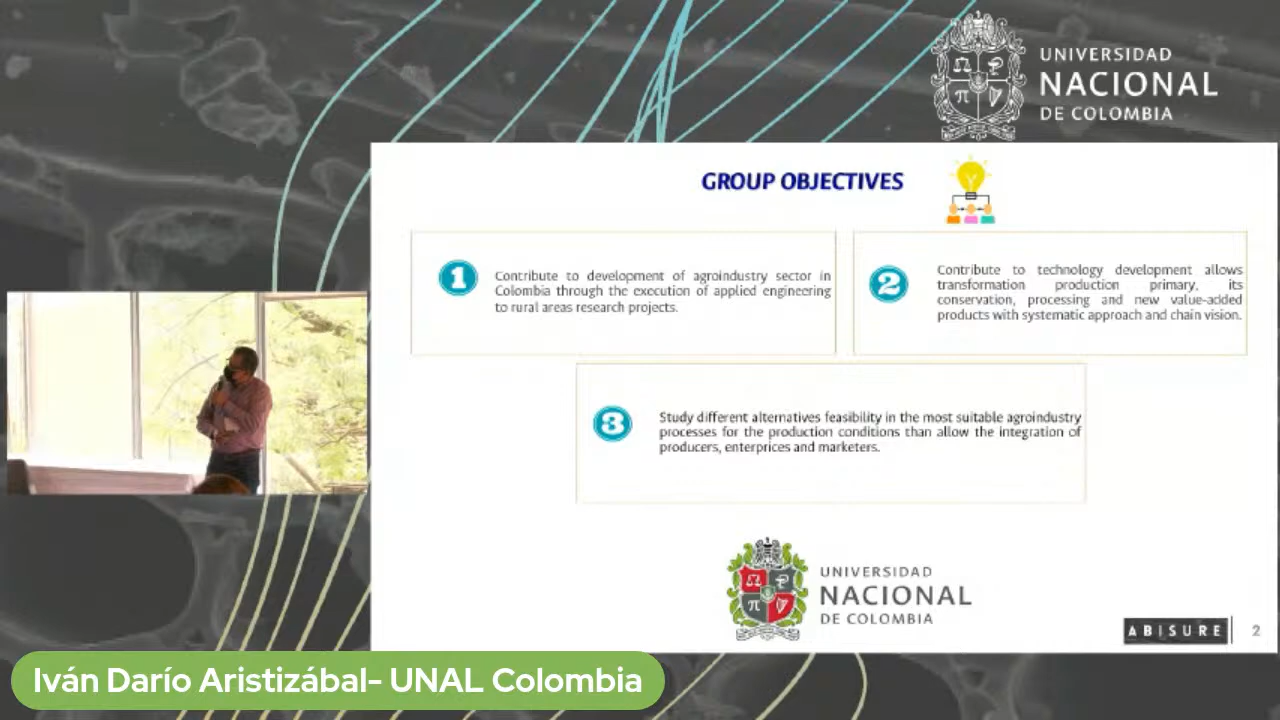 UNIVERSIDAD
NACIONAL
DE COLOMBIA
GROUP OBJECTIVES
1
Contribute to development of agroindustry sector in
Colombia through the execution of applied engineering
to rural areas research projects.
2
Contribute to technology development allows
transformation production primary, its
conservation, processing and new value-added
products with systematic approach and chain vision.
3
Study different alternatives feasibility in the most suitable agroindustry
processes for the production conditions than allow the integration of
producers, enterprices and marketers.
UNIVERSIDAD
NACIONAL
DE COLOMBIA
ABISURE
2
Iván Darío Aristizábal- UNAL Colombia